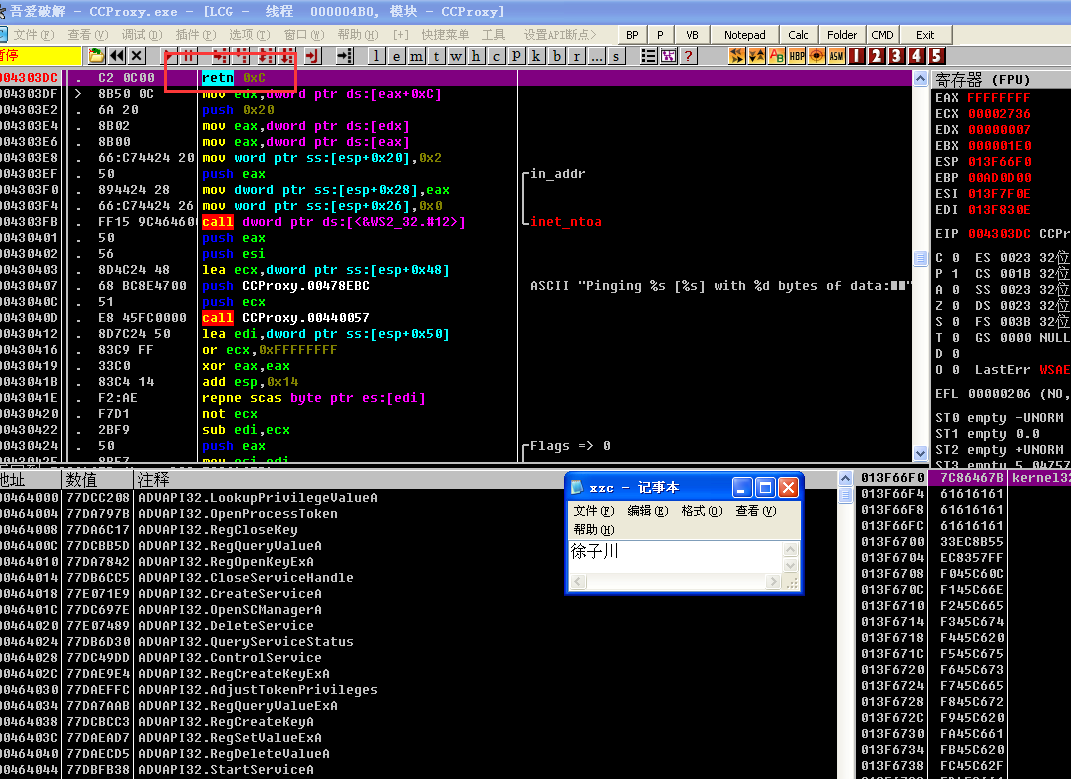 吾爱破解 - CCProxy.exe - [LCG - 线程 000004B0, 模块 - CCProxy]
文件(F) 查看(V) 调试(D) 插件(P) 选项(T) 窗口(W) 帮助(H) [+] 快捷菜单 工具 设置API断点> BP P VB Notepad Calc Folder CMD Exit
暂停 l e m t w h c p k b r ... s ? HBP ASM 1 2 3 4 5
004303DC . C2 0C00 retn 0xC
004303DF > 8B50 0C mov edx,dword ptr ds:[eax+0xC]
004303E2 . 6A 20 push 0x20
004303E4 . 8B02 mov eax,dword ptr ds:[edx]
004303E6 . 8B00 mov eax,dword ptr ds:[eax]
004303E8 . 66:C74424 20 mov word ptr ss:[esp+0x20],0x2
004303EF . 50 push eax in_addr
004303F0 . 894424 28 mov dword ptr ss:[esp+0x28],eax
004303F4 . 66:C74424 26 mov word ptr ss:[esp+0x26],0x0
004303FB . FF15 9C464600 call dword ptr ds:[<&WS2_32.#12>] inet_ntoa
00430401 . 50 push eax
00430402 . 56 push esi
00430403 . 8D4C24 48 lea ecx,dword ptr ss:[esp+0x48]
00430407 . 68 BC8E4700 push CCProxy.00478EBC ASCII "Pinging %s [%s] with %d bytes of data:
0043040C . 51 push ecx
0043040D . E8 45FC0000 call CCProxy.00440057
00430412 . 8D7C24 50 lea edi,dword ptr ss:[esp+0x50]
00430416 . 83C9 FF or ecx,0xFFFFFFFF
00430419 . 33C0 xor eax,eax
0043041B . 83C4 14 add esp,0x14
0043041E . F2:AE repne scas byte ptr es:[edi]
00430420 . F7D1 not ecx
00430422 . 2BF9 sub edi,ecx
00430424 . 50 push eax Flags => 0
寄存器 (FPU)
EAX FFFFFFFF
ECX 00002736
EDX 00000007
EBX 000001E0
ESP 013F66F0
EBP 00AD0D00
ESI 013F7F0E
EDI 013F830E
EIP 004303DC CCPr
C 0 ES 0023 32位
P 1 CS 001B 32位
A 0 SS 0023 32位
Z 0 DS 0023 32位
S 0 FS 003B 32位
T 0 GS 0000 NULL
D 0
O 0 LastErr WSAE
EFL 00000206 (NO,
ST0 empty -UNORM
ST1 empty 0.0
ST2 empty +UNORM
ST3 empty 5.04757
地址 数值 注释
00464000 77DCC208 ADVAPI32.LookupPrivilegeValueA
00464004 77DA797B ADVAPI32.OpenProcessToken
00464008 77DA6C17 ADVAPI32.RegCloseKey
0046400C 77DCBB5D ADVAPI32.RegQueryValueA
00464010 77DA7842 ADVAPI32.RegOpenKeyExA
00464014 77DB6CC5 ADVAPI32.CloseServiceHandle
00464018 77E071E9 ADVAPI32.CreateServiceA
0046401C 77DC697E ADVAPI32.OpenSCManagerA
00464020 77E07489 ADVAPI32.DeleteService
00464024 77DB6D30 ADVAPI32.QueryServiceStatus
00464028 77DC49DD ADVAPI32.ControlService
0046402C 77DAE9E4 ADVAPI32.RegCreateKeyExA
00464030 77DAEFFC ADVAPI32.AdjustTokenPrivileges
00464034 77DA7AAB ADVAPI32.RegQueryValueExA
00464038 77DCBCC3 ADVAPI32.RegCreateKeyA
0046403C 77DAEAD7 ADVAPI32.RegSetValueExA
00464040 77DAECD5 ADVAPI32.RegDeleteValueA
00464044 77DBFB38 ADVAPI32.StartServiceA
xzc - 记事本
文件(F) 编辑(E) 格式(O) 查看(V)
帮助(H)
徐子川
013F66F0 7C86467B kernel32
013F66F4 61616161
013F66F8 61616161
013F66FC 61616161
013F6700 33EC8B55
013F6704 EC8357FF
013F6708 F045C60C
013F670C F145C66E
013F6710 F245C665
013F6714 F345C674
013F6718 F445C620
013F671C F545C675
013F6720 F645C673
013F6724 F745C665
013F6728 F845C672
013F672C F945C620
013F6730 FA45C661
013F6734 FB45C620
013F6738 FC45C62F